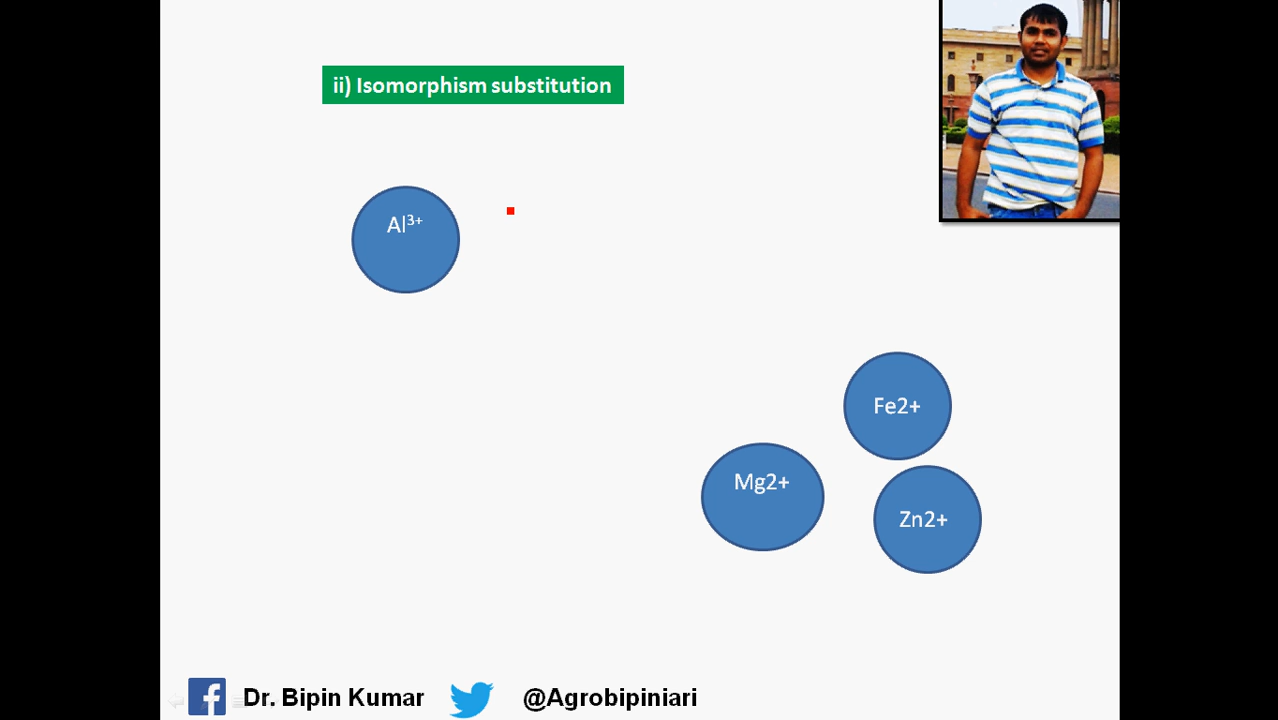 ii) Isomorphism substitution
Al³⁺
Fe2+
Mg2+
Zn2+
Dr. Bipin Kumar
@Agrobipiniari